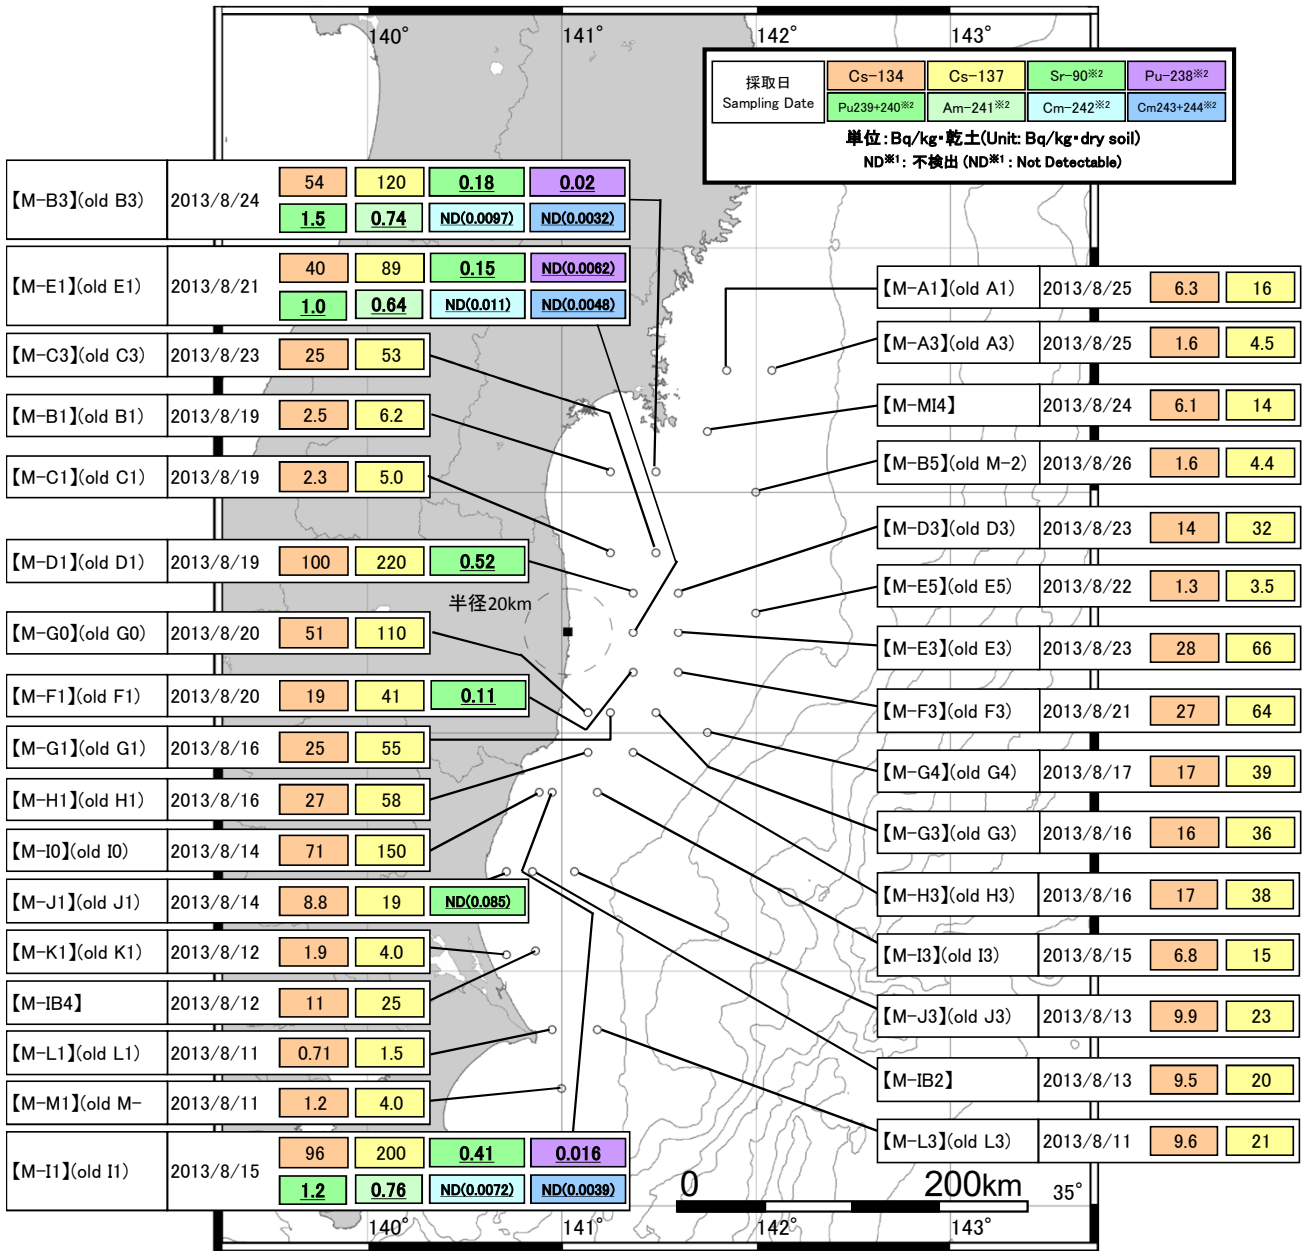 140° 141° 142° 143°
採取日
Sampling Date
Cs-134 Cs-137 Sr-90※2 Pu-238※2
Pu239+240※2 Am-241※2 Cm-242※2 Cm243+244※2
単位：Bq/kg・乾土(Unit: Bq/kg・dry soil)
ND※1：不検出 (ND※1 : Not Detectable)
【M-B3】(old B3) 2013/8/24 54 120 0.18 0.02
1.5 0.74 ND(0.0097) ND(0.0032)
【M-E1】(old E1) 2013/8/21 40 89 0.15 ND(0.0062)
1.0 0.64 ND(0.011) ND(0.0048)
【M-C3】(old C3) 2013/8/23 25 53
【M-B1】(old B1) 2013/8/19 2.5 6.2
【M-C1】(old C1) 2013/8/19 2.3 5.0
【M-D1】(old D1) 2013/8/19 100 220 0.52
半径20km
【M-G0】(old G0) 2013/8/20 51 110
【M-F1】(old F1) 2013/8/20 19 41 0.11
【M-G1】(old G1) 2013/8/16 25 55
【M-H1】(old H1) 2013/8/16 27 58
【M-I0】(old I0) 2013/8/14 71 150
【M-J1】(old J1) 2013/8/14 8.8 19 ND(0.085)
【M-K1】(old K1) 2013/8/12 1.9 4.0
【M-IB4】 2013/8/12 11 25
【M-L1】(old L1) 2013/8/11 0.71 1.5
【M-M1】(old M- 2013/8/11 1.2 4.0
【M-I1】(old I1) 2013/8/15 96 200 0.41 0.016
1.2 0.76 ND(0.0072) ND(0.0039)
【M-A1】(old A1) 2013/8/25 6.3 16
【M-A3】(old A3) 2013/8/25 1.6 4.5
【M-MI4】 2013/8/24 6.1 14
【M-B5】(old M-2) 2013/8/26 1.6 4.4
【M-D3】(old D3) 2013/8/23 14 32
【M-E5】(old E5) 2013/8/22 1.3 3.5
【M-E3】(old E3) 2013/8/23 28 66
【M-F3】(old F3) 2013/8/21 27 64
【M-G4】(old G4) 2013/8/17 17 39
【M-G3】(old G3) 2013/8/16 16 36
【M-H3】(old H3) 2013/8/16 17 38
【M-I3】(old I3) 2013/8/15 6.8 15
【M-J3】(old J3) 2013/8/13 9.9 23
【M-IB2】 2013/8/13 9.5 20
【M-L3】(old L3) 2013/8/11 9.6 21
0 200km 35°
140° 141° 142° 143°